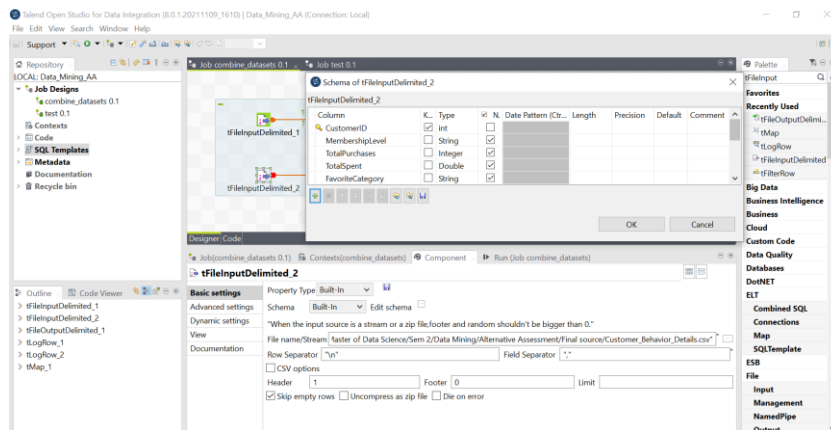 Talend Open Studio for Data Integration (8.0.1.20211109_1610) | Data_Mining_AA (Connection: Local)
File Edit View Search Window Help
Support
Repository
LOCAL: Data_Mining_AA
Job Designs
combine_datasets 0.1
test 0.1
Contexts
Code
SQL Templates
Metadata
Documentation
Recycle bin
Job combine_datasets 0.1
Job test 0.1
tFileInputDelimited_1
tFileInputDelimited_2
Designer Code
Schema of tFileInputDelimited_2
tFileInputDelimited_2
Column K... Type N. Date Pattern (Ctr... Length Precision Default Comment
CustomerID int
MembershipLevel String
TotalPurchases Integer
TotalSpent Double
FavoriteCategory String
OK Cancel
Palette
tFileInput
Favorites
Recently Used
tFileOutputDelimi...
tMap
tLogRow
tFileInputDelimited
tFilterRow
Big Data
Business Intelligence
Business
Cloud
Custom Code
Data Quality
Databases
DotNET
ELT
Combined SQL
Connections
Map
SQLTemplate
ESB
File
Input
Management
NamedPipe
Output
Outline Code Viewer
tFileInputDelimited_1
tFileInputDelimited_2
tFileOutputDelimited_1
tLogRow_1
tLogRow_2
tMap_1
Job(combine_datasets 0.1) Contexts(combine_datasets) Component Run (Job combine_datasets)
tFileInputDelimited_2
Basic settings
Advanced settings
Dynamic settings
View
Documentation
Property Type Built-In
Schema Built-In Edit schema
"When the input source is a stream or a zip file,footer and random shouldn't be bigger than 0."
File name/Stream Master of Data Science/Sem 2/Data Mining/Alternative Assessment/Final source/Customer_Behavior_Details.csv"
Row Separator "\n" Field Separator ","
CSV options
Header 1 Footer 0 Limit
Skip empty rows Uncompress as zip file Die on error